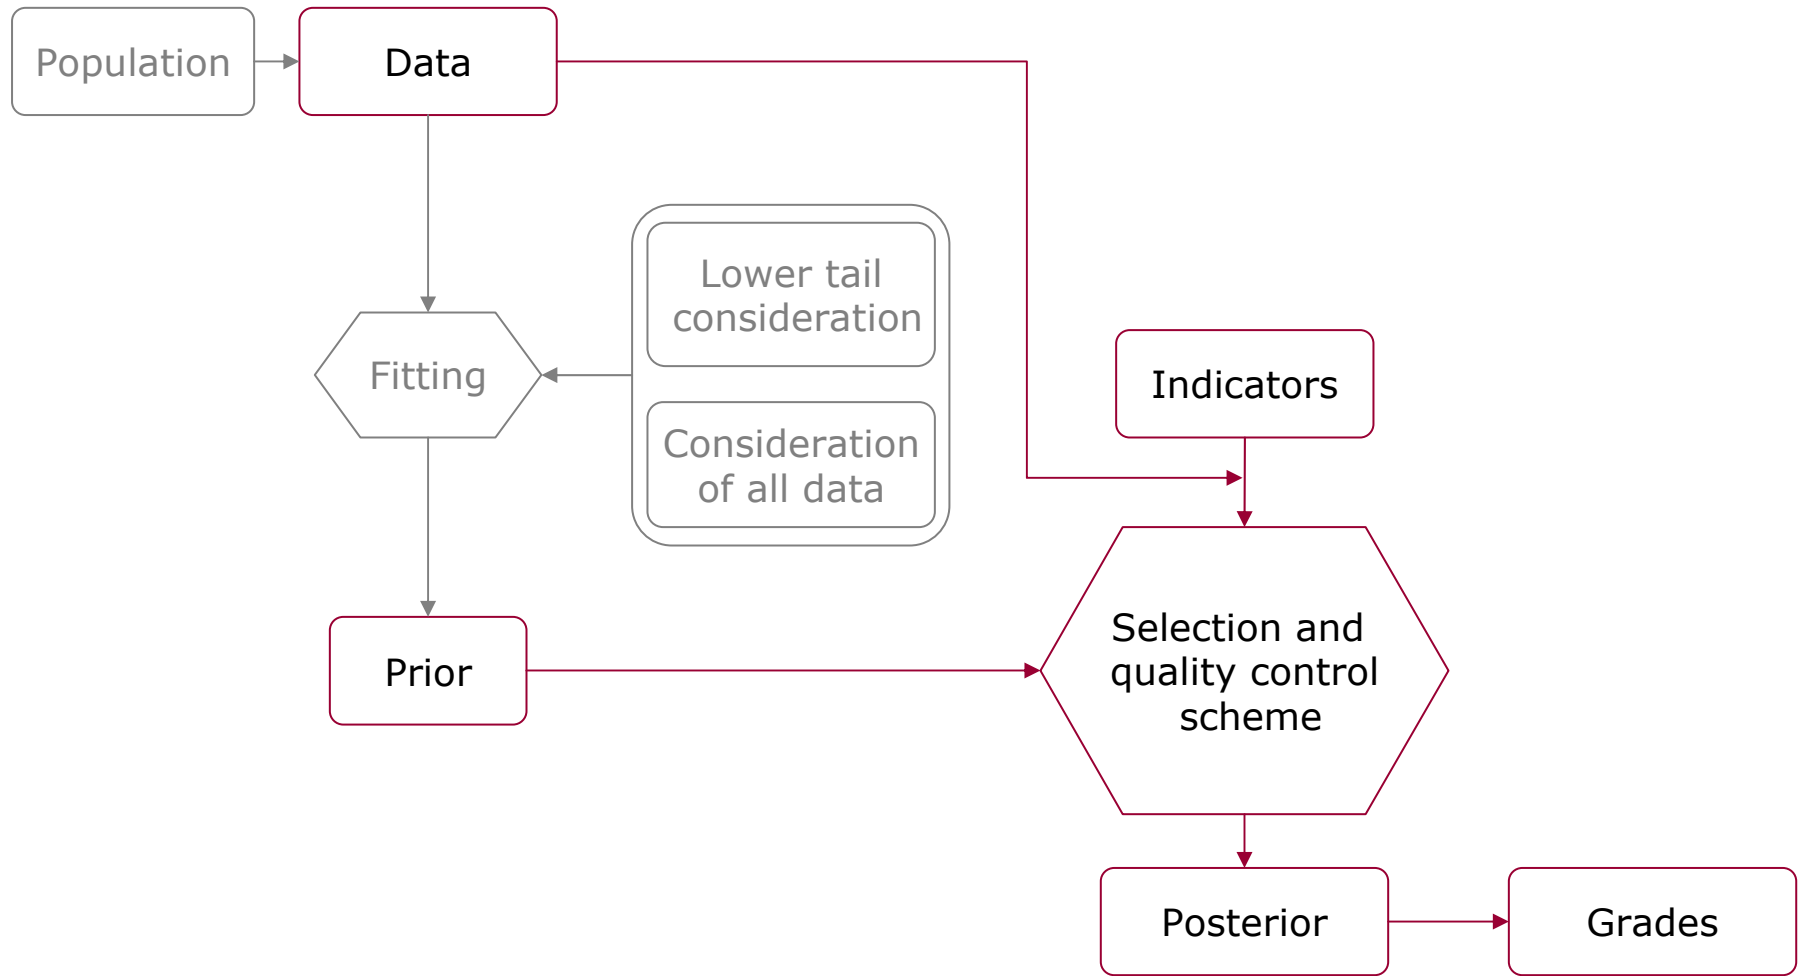 Population
Data
Lower tail
consideration
Fitting
Indicators
Consideration
of all data
Selection and
quality control
scheme
Prior
Posterior
Grades